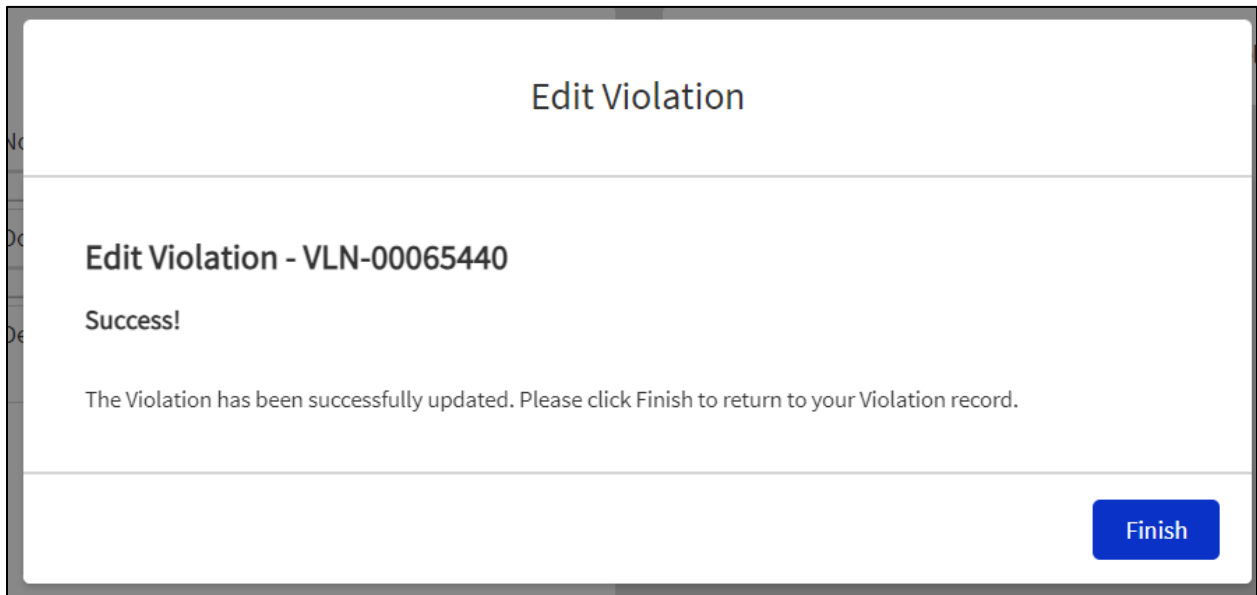 Edit Violation
Edit Violation - VLN-00065440
Success!
The Violation has been successfully updated. Please click Finish to return to your Violation record.
Finish